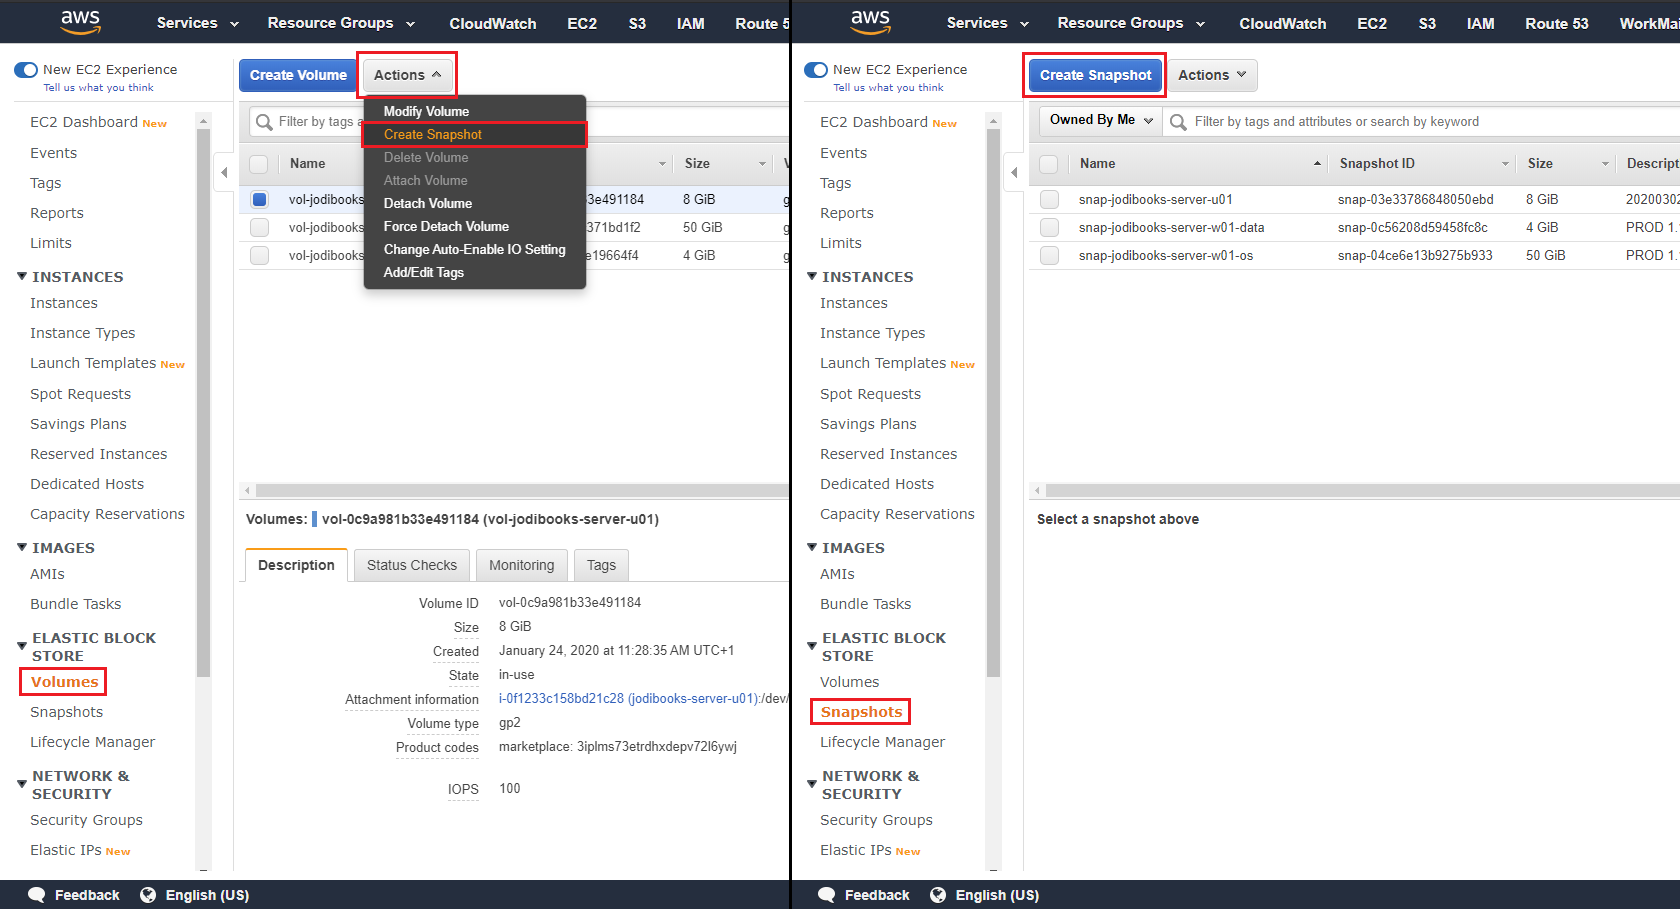 aws Services Resource Groups CloudWatch EC2 S3 IAM Route 5
New EC2 Experience
Tell us what you think
EC2 Dashboard New
Events
Tags
Reports
Limits
INSTANCES
Instances
Instance Types
Launch Templates New
Spot Requests
Savings Plans
Reserved Instances
Dedicated Hosts
Capacity Reservations
IMAGES
AMIs
Bundle Tasks
ELASTIC BLOCK
STORE
Volumes
Snapshots
Lifecycle Manager
NETWORK &
SECURITY
Security Groups
Elastic IPs New
Create Volume Actions
Modify Volume
Create Snapshot
Delete Volume
Attach Volume
Detach Volume
Force Detach Volume
Change Auto-Enable IO Setting
Add/Edit Tags
Filter by tags a
Name Size
vol-jodibooks 33e491184 8 GiB g
vol-jodibooks 371bd1f2 50 GiB g
vol-jodibooks e19664f4 4 GiB g
Volumes: vol-0c9a981b33e491184 (vol-jodibooks-server-u01)
Description Status Checks Monitoring Tags
Volume ID vol-0c9a981b33e491184
Size 8 GiB
Created January 24, 2020 at 11:28:35 AM UTC+1
State in-use
Attachment information i-0f1233c158bd21c28 (jodibooks-server-u01):/dev/
Volume type gp2
Product codes marketplace: 3iplms73etrdhxdepv72l6ywj
IOPS 100
Feedback English (US)
aws Services Resource Groups CloudWatch EC2 S3 IAM Route 53 WorkMai
New EC2 Experience
Tell us what you think
EC2 Dashboard New
Events
Tags
Reports
Limits
INSTANCES
Instances
Instance Types
Launch Templates New
Spot Requests
Savings Plans
Reserved Instances
Dedicated Hosts
Capacity Reservations
IMAGES
AMIs
Bundle Tasks
ELASTIC BLOCK
STORE
Volumes
Snapshots
Lifecycle Manager
NETWORK &
SECURITY
Security Groups
Elastic IPs New
Create Snapshot Actions
Owned By Me Filter by tags and attributes or search by keyword
Name Snapshot ID Size Descript
snap-jodibooks-server-u01 snap-03e33786848050ebd 8 GiB 20200302
snap-jodibooks-server-w01-data snap-0c56208d59458fc8c 4 GiB PROD 1.
snap-jodibooks-server-w01-os snap-04ce6e13b9275b933 50 GiB PROD 1.
Select a snapshot above
Feedback English (US)